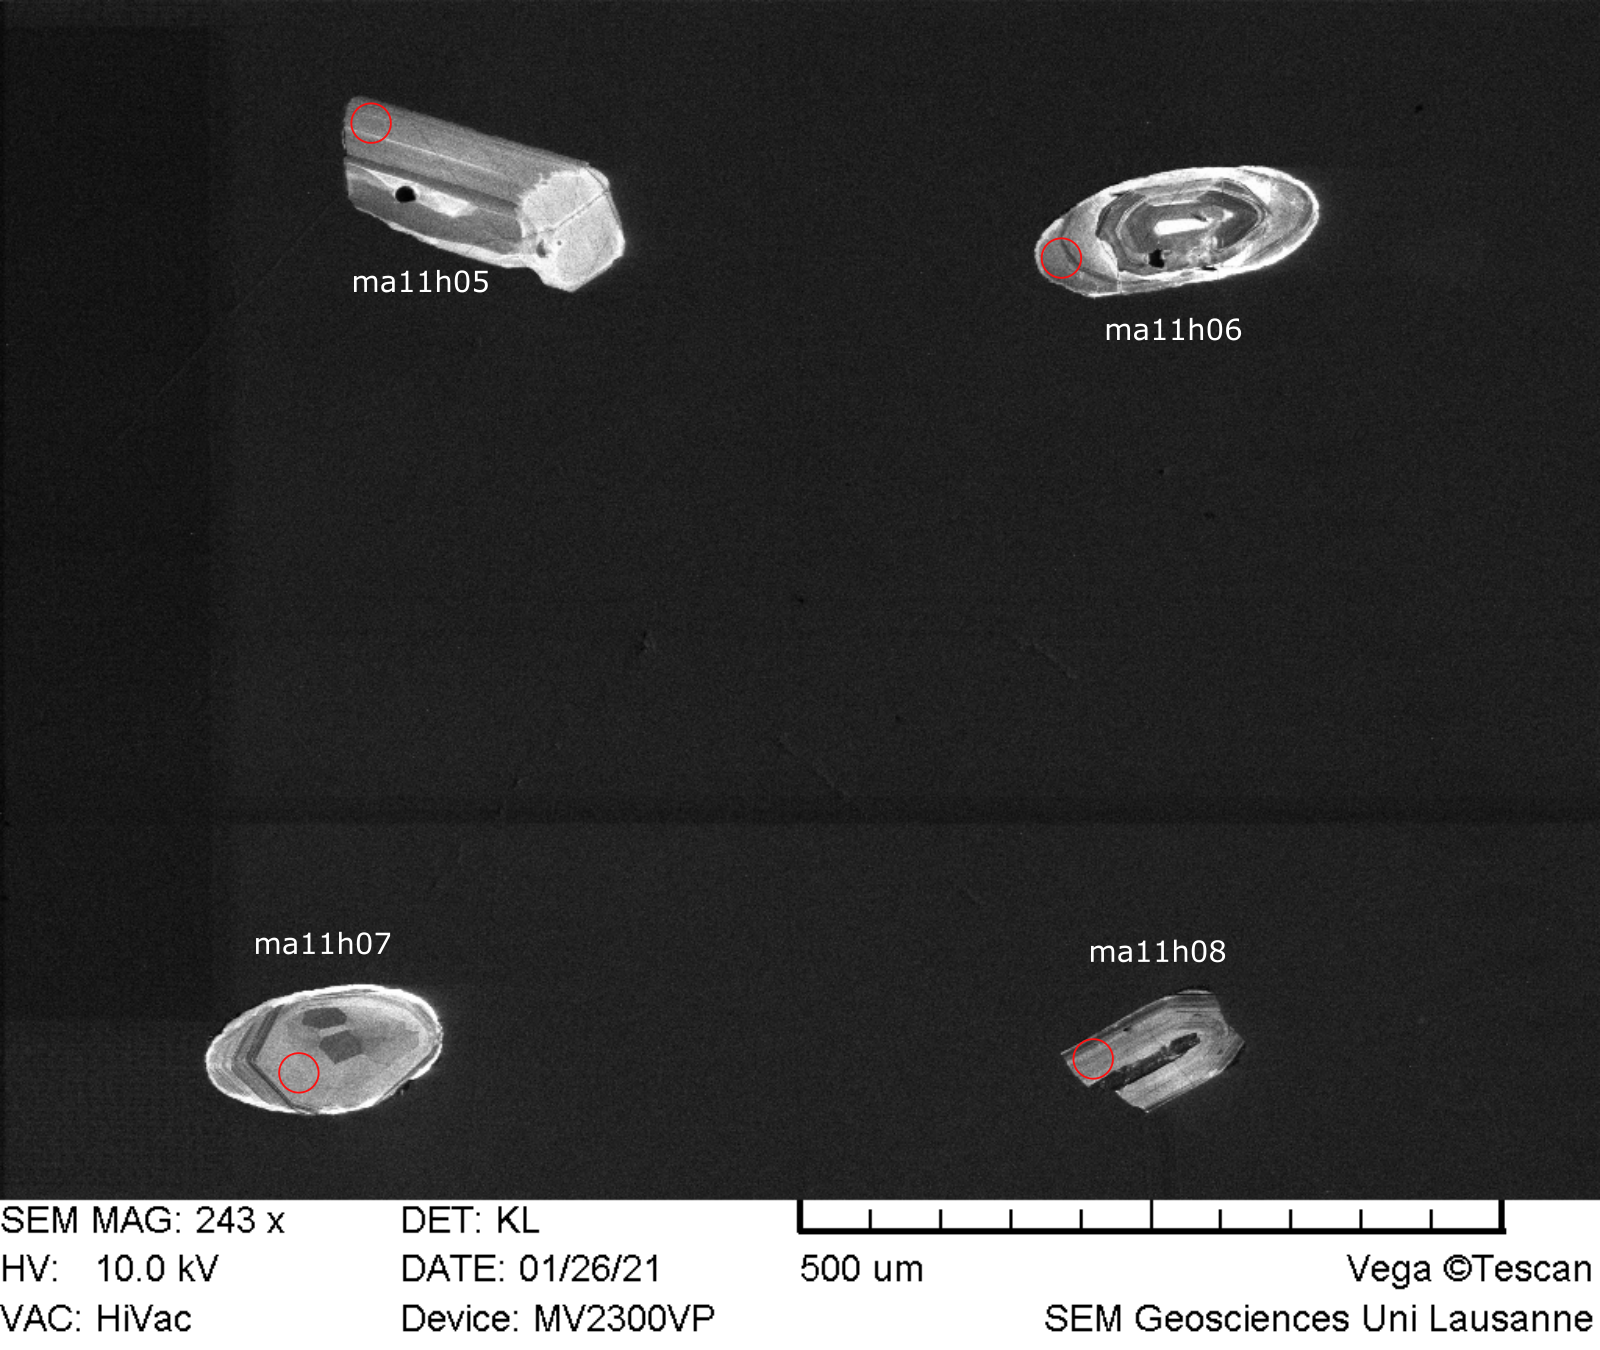 ma11h05
ma11h06
ma11h07
ma11h08
SEM MAG: 243 x
DET: KL
HV: 10.0 kV
DATE: 01/26/21
500 um
Vega ©Tescan
VAC: HiVac
Device: MV2300VP
SEM Geosciences Uni Lausanne